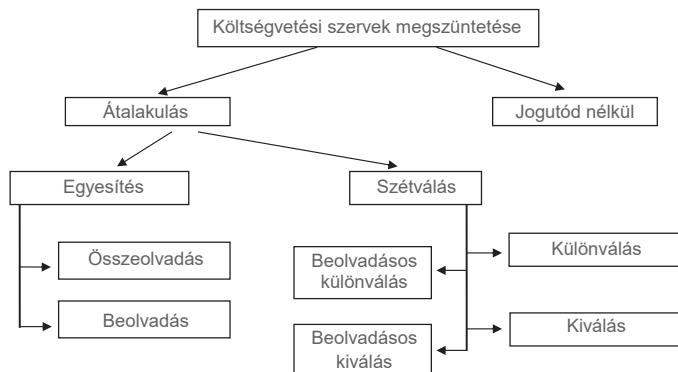 Költségvetési szervek megszüntetése
Átalakulás
Jogutód nélkül
Egyesítés
Szétválás
Összeolvadás
Beolvadásos
különválás
Különválás
Beolvadás
Beolvadásos
kiválás
Kiválás